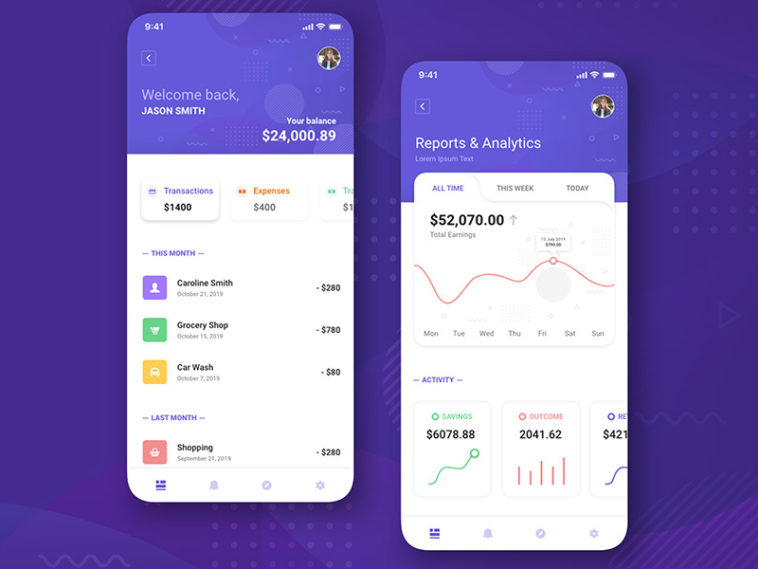 9:41
Welcome back,
JASON SMITH
Your balance
$24,000.89
Transactions
$1400
Expenses
$400
Tra
$1
— THIS MONTH —
Caroline Smith
October 21, 2019
- $280
Grocery Shop
October 15, 2019
- $780
Car Wash
October 7, 2019
- $80
— LAST MONTH —
Shopping
September 21, 2019
- $280
9:41
Reports & Analytics
Lorem Ipsum Text
ALL TIME
THIS WEEK
TODAY
$52,070.00
Total Earnings
15 July 2019
$790.00
Mon Tue Wed Thu Fri Sat Sun
— ACTIVITY —
SAVINGS
$6078.88
OUTCOME
2041.62
RE
$421